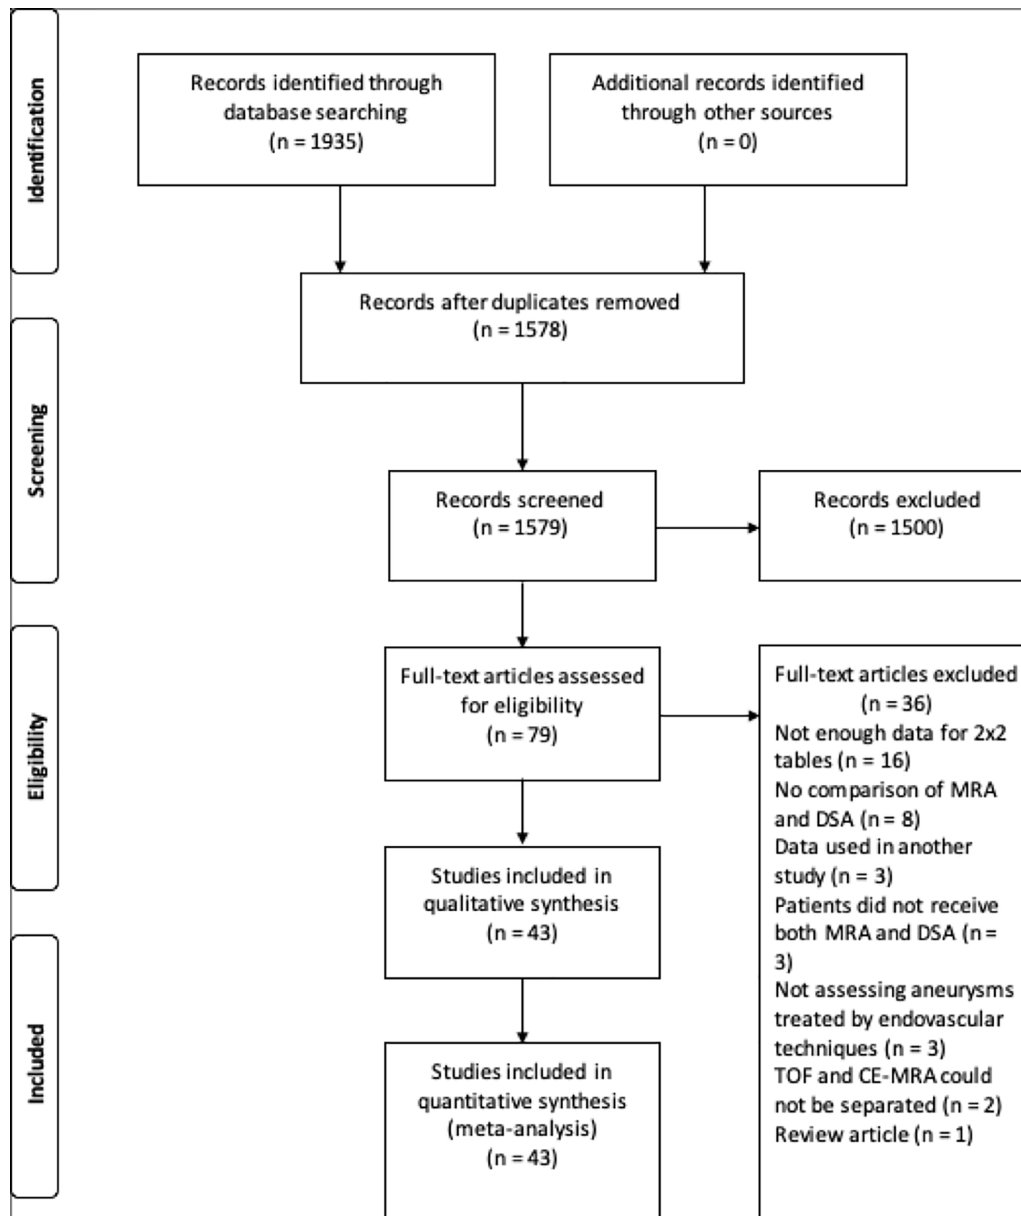 Identification
Records identified through
database searching
(n = 1935)
Additional records identified
through other sources
(n = 0)
Records after duplicates removed
(n = 1578)
Screening
Records screened
(n = 1579)
Records excluded
(n = 1500)
Eligibility
Full-text articles assessed
for eligibility
(n = 79)
Full-text articles excluded
(n = 36)
Not enough data for 2x2
tables (n = 16)
No comparison of MRA
and DSA (n = 8)
Data used in another
study (n = 3)
Patients did not receive
both MRA and DSA (n =
3)
Not assessing aneurysms
treated by endovascular
techniques (n = 3)
TOF and CE-MRA could
not be separated (n = 2)
Review article (n = 1)
Studies included in
qualitative synthesis
(n = 43)
Included
Studies included in
quantitative synthesis
(meta-analysis)
(n = 43)